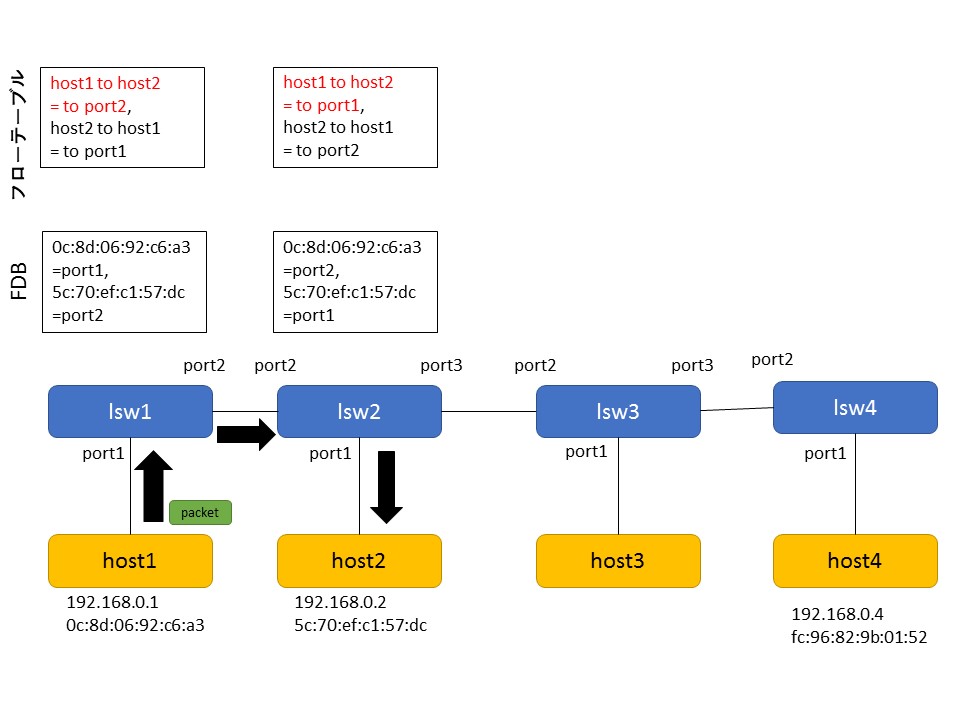 フローテーブル
host1 to host2
= to port2,
host2 to host1
= to port1
host1 to host2
= to port1,
host2 to host1
= to port2
FDB
0c:8d:06:92:c6:a3
=port1,
5c:70:ef:c1:57:dc
=port2
0c:8d:06:92:c6:a3
=port2,
5c:70:ef:c1:57:dc
=port1
port2
port2
port3
port2
port3
port2
lsw1
lsw2
lsw3
lsw4
port1
port1
port1
port1
packet
host1
host2
host3
host4
192.168.0.1
0c:8d:06:92:c6:a3
192.168.0.2
5c:70:ef:c1:57:dc
192.168.0.4
fc:96:82:9b:01:52